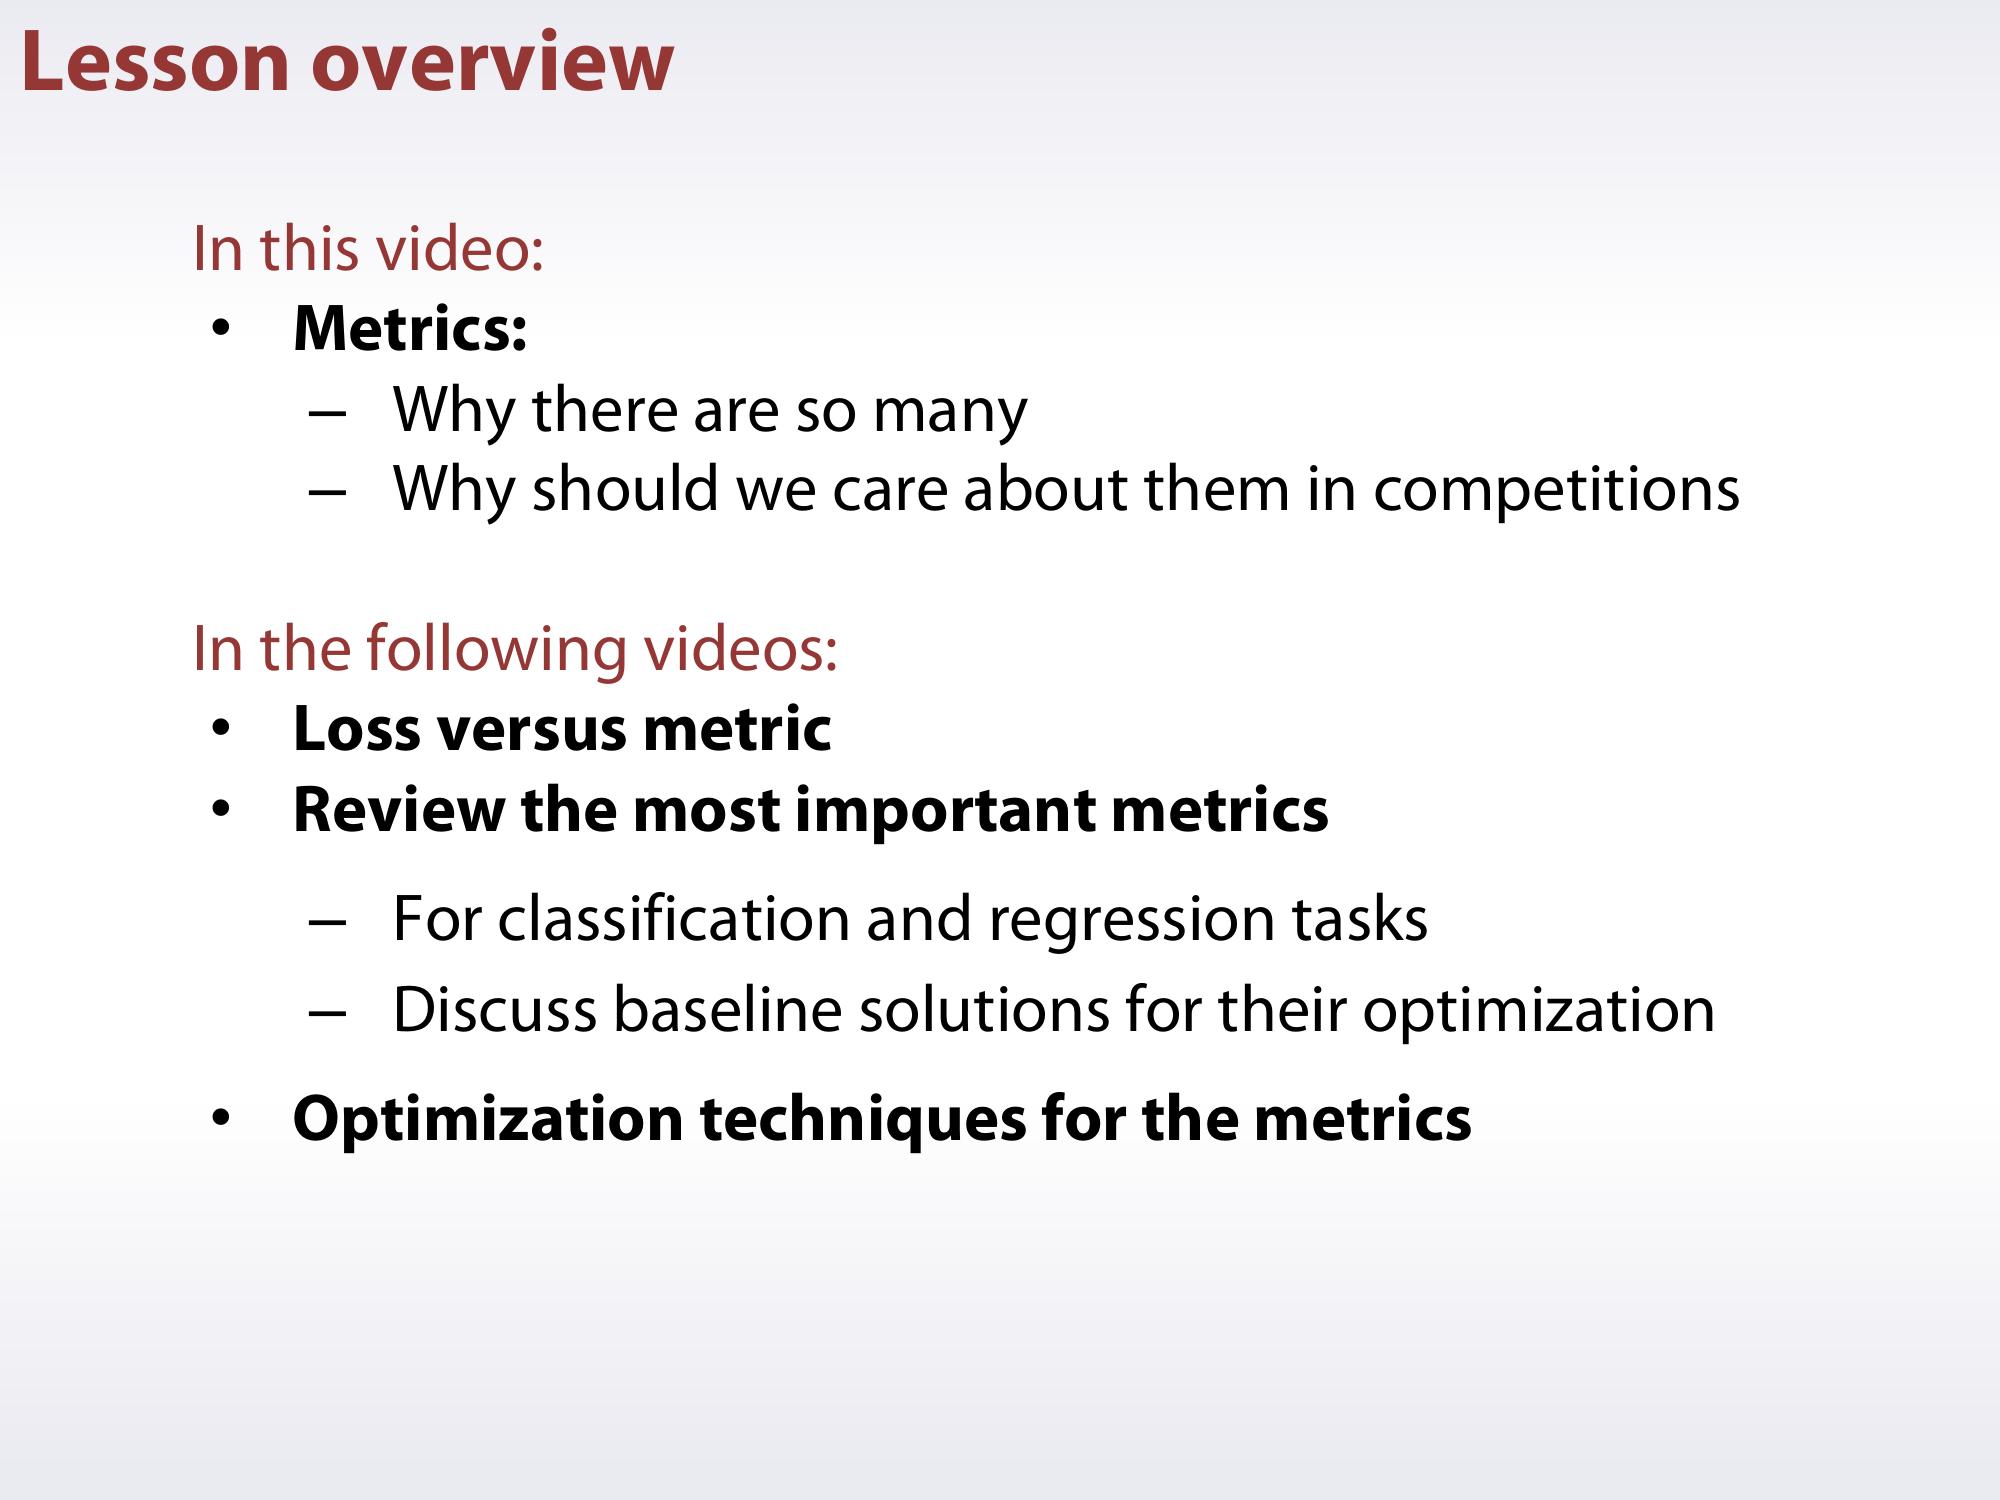 Lesson overview
In this video:
• Metrics:
– Why there are so many
– Why should we care about them in competitions
In the following videos:
• Loss versus metric
• Review the most important metrics
– For classification and regression tasks
– Discuss baseline solutions for their optimization
• Optimization techniques for the metrics